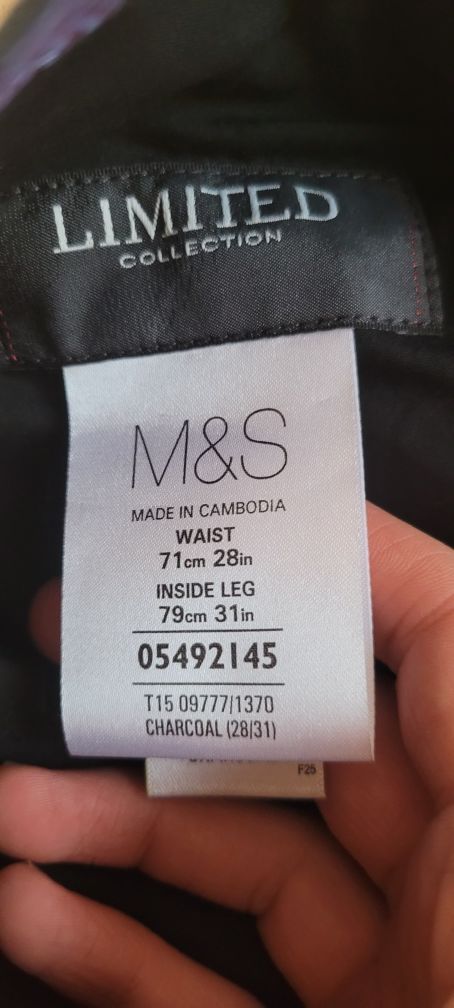 LIMITED
COLLECTION
M&S
MADE IN CAMBODIA
WAIST
71cm 28in
INSIDE LEG
79cm 31in
05492145
T15 09777/1370
CHARCOAL (28/31)
F25